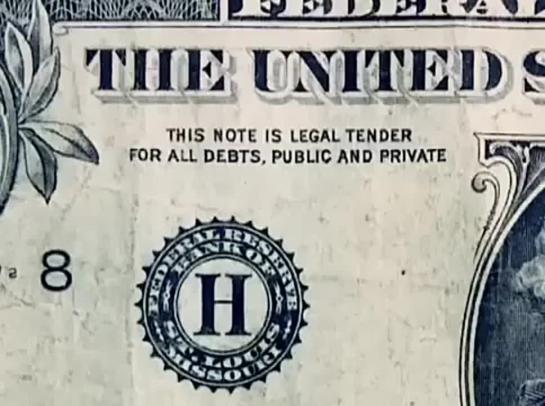 FEDERAL
THE UNITED S
THIS NOTE IS LEGAL TENDER
FOR ALL DEBTS, PUBLIC AND PRIVATE
8
FEDERAL RESERVE
BANK OF
H
ST. LOUIS
MISSOURI